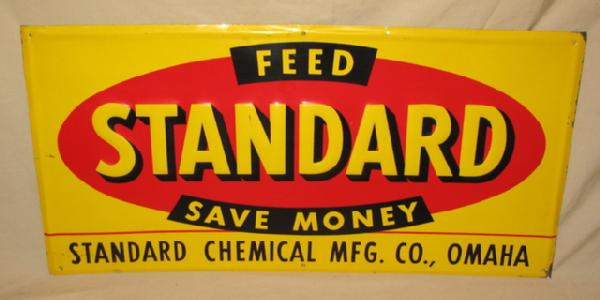 FEED
STANDARD
SAVE MONEY
STANDARD CHEMICAL MFG. CO., OMAHA